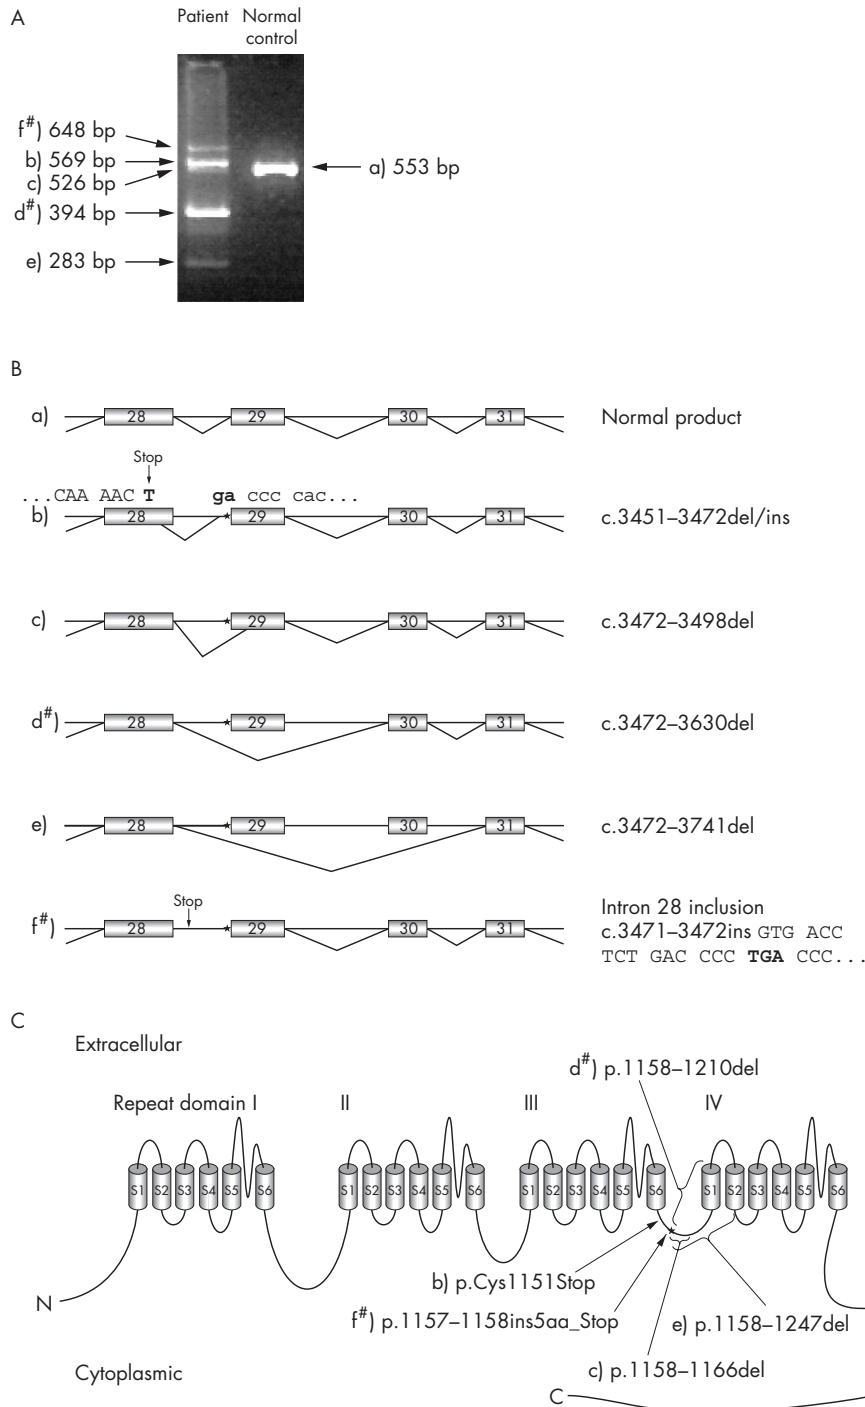 A
Patient
Normal control
f#) 648 bp
b) 569 bp
c) 526 bp
d#) 394 bp
e) 283 bp
a) 553 bp
B
a) 28 29 30 31 Normal product
Stop
...CAA AAC T ga ccc cac...
b) 28 29 30 31 c.3451–3472del/ins
c) 28 29 30 31 c.3472–3498del
d#) 28 29 30 31 c.3472–3630del
e) 28 29 30 31 c.3472–3741del
Stop
f#) 28 29 30 31 Intron 28 inclusion
c.3471–3472ins GTG ACC
TCT GAC CCC TGA CCC...
C
Extracellular
d#) p.1158–1210del
Repeat domain I II III IV
S1 S2 S3 S4 S5 S6 S1 S2 S3 S4 S5 S6 S1 S2 S3 S4 S5 S6 S1 S2 S3 S4 S5 S6
b) p.Cys1151Stop
N
f#) p.1157–1158ins5aa_Stop
e) p.1158–1247del
Cytoplasmic
c) p.1158–1166del
C